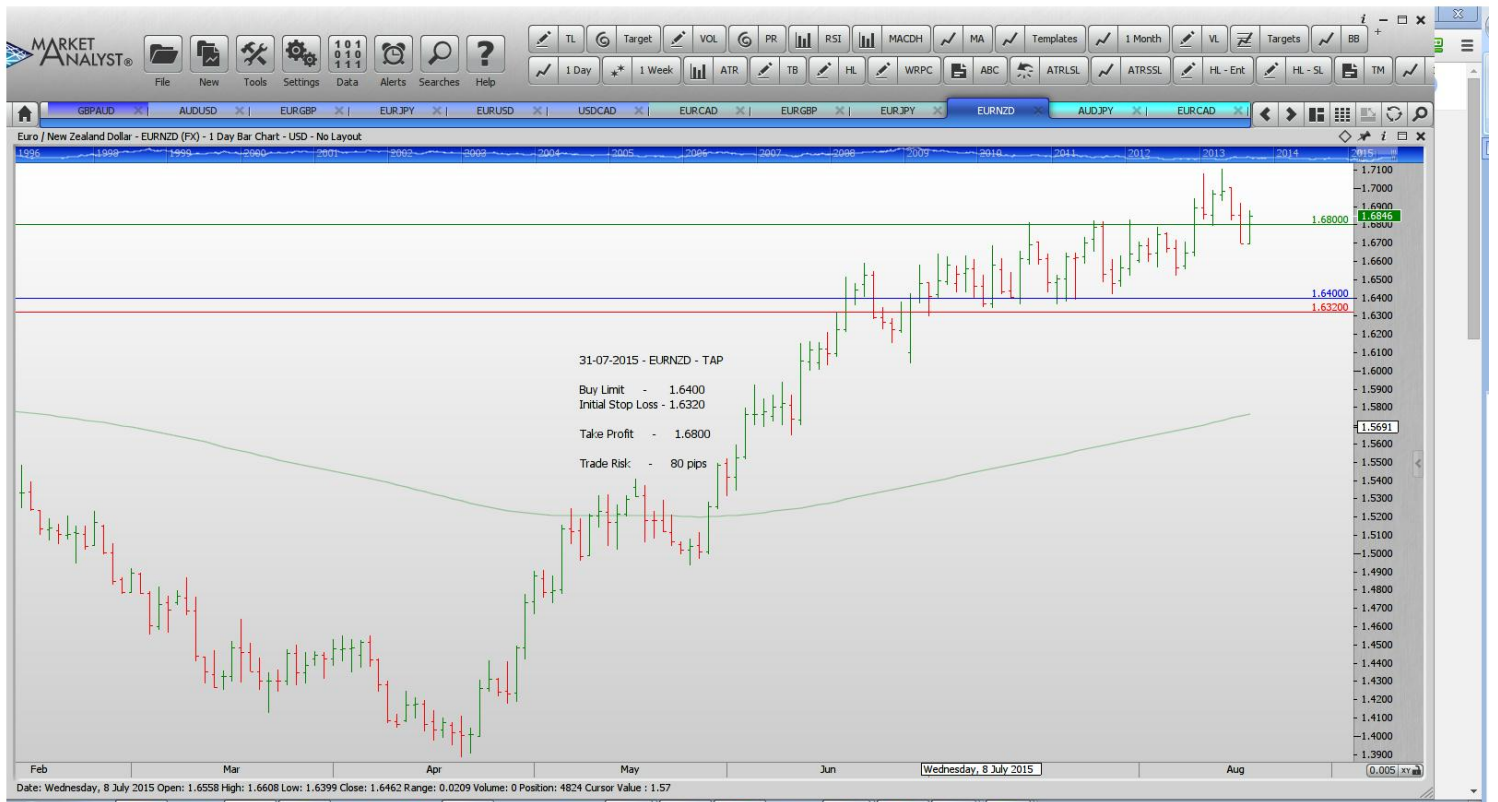 i
MARKET
ANALYST®
File New Tools Settings Data Alerts Searches Help
101
010
111
TL Target VOL PR RSI MACDH MA Templates 1 Month VL Targets BB +
1 Day 1 Week ATR TB HL WRPC ABC ATRLSL ATRSSL HL - Ent HL - SL TM
GBPAUD AUDUSD EURGBP EURJPY EURUSD USDCAD EURCAD EURGBP EURJPY EURNZD AUDJPY EURCAD
Euro / New Zealand Dollar - EURNZD (FX) - 1 Day Bar Chart - USD - No Layout
1996 1998 1999 2000 2001 2002 2003 2004 2005 2006 2007 2008 2009 2010 2011 2012 2013 2014 2015
1.7100
1.7000
1.6900
1.68000 1.6846
1.6800
1.6700
1.6600
1.6500
1.64000 1.6400
1.63200 1.6300
1.6200
1.6100
1.6000
1.5900
1.5800
1.5691
1.5600
1.5500
1.5400
1.5300
1.5200
1.5100
1.5000
1.4900
1.4800
1.4700
1.4600
1.4500
1.4400
1.4300
1.4200
1.4100
1.4000
1.3900
31-07-2015 - EURNZD - TAP
Buy Limit - 1.6400
Initial Stop Loss - 1.6320
Take Profit - 1.6800
Trade Risk - 80 pips
Feb Mar Apr May Jun Wednesday, 8 July 2015 Aug 0.005 XY
Date: Wednesday, 8 July 2015 Open: 1.6558 High: 1.6608 Low: 1.6399 Close: 1.6462 Range: 0.0209 Volume: 0 Position: 4824 Cursor Value : 1.57